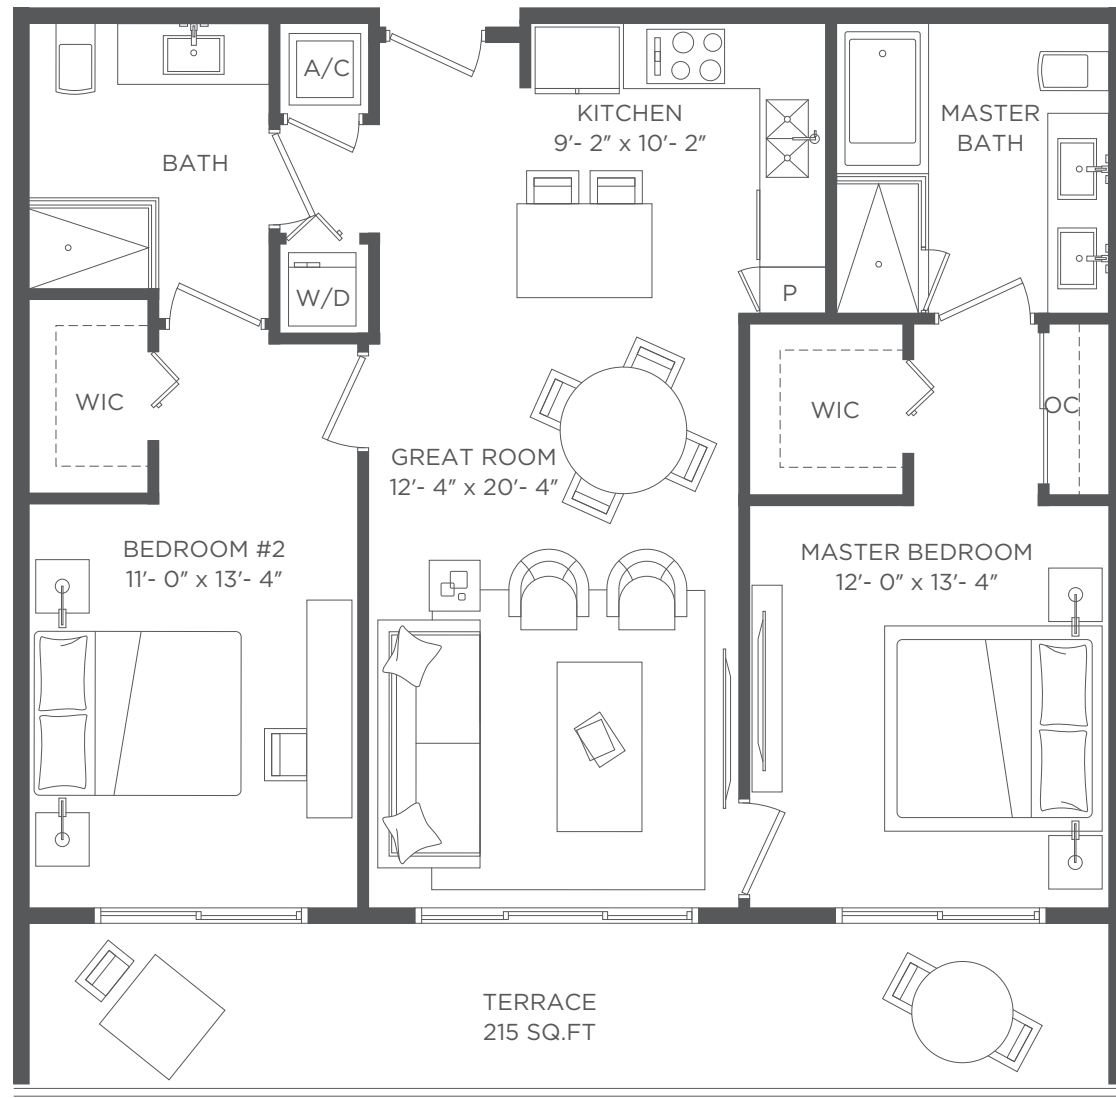 A/C
KITCHEN
9'- 2" x 10'- 2"
MASTER
BATH
BATH
W/D
P
WIC
WIC
OC
GREAT ROOM
12'- 4" x 20'- 4"
BEDROOM #2
11'- 0" x 13'- 4"
MASTER BEDROOM
12'- 0" x 13'- 4"
TERRACE
215 SQ.FT